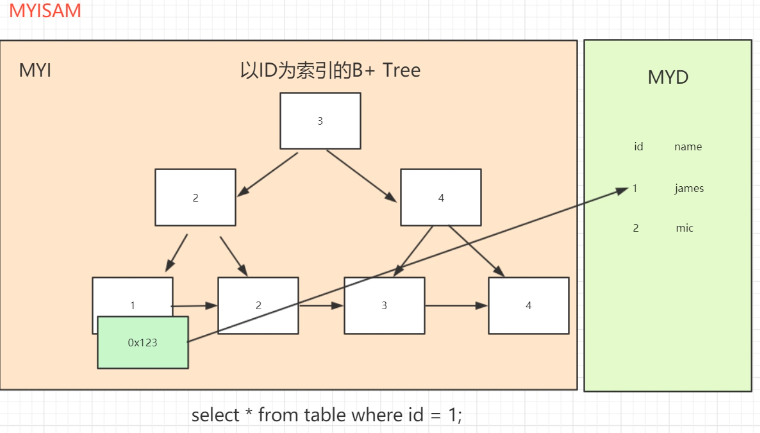 MYISAM
MYI
以ID为索引的B+ Tree
MYD
3
id name
2
4
1 james
2 mic
1
2
3
4
0x123
select * from table where id = 1;